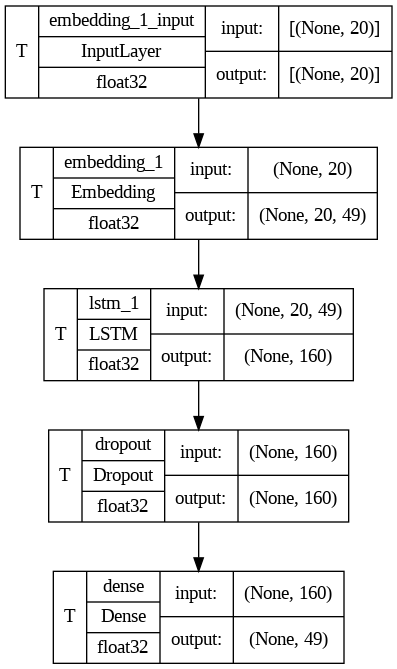 T embedding_1_input input: [(None, 20)]
InputLayer
float32 output: [(None, 20)]
T embedding_1 input: (None, 20)
Embedding
float32 output: (None, 20, 49)
T lstm_1 input: (None, 20, 49)
LSTM
float32 output: (None, 160)
T dropout input: (None, 160)
Dropout
float32 output: (None, 160)
T dense input: (None, 160)
Dense
float32 output: (None, 49)